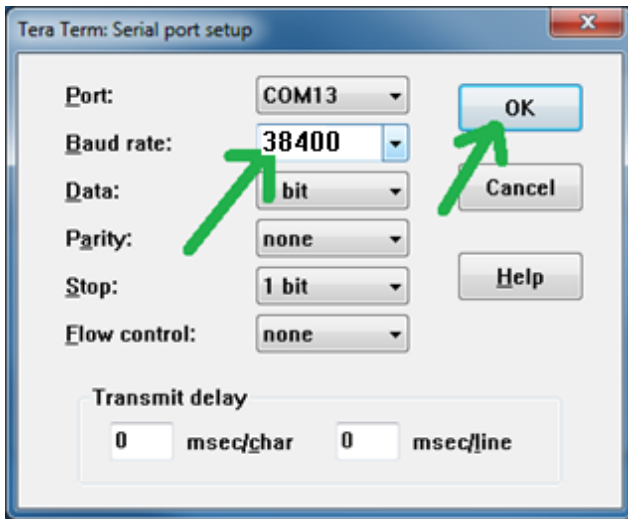 Tera Term: Serial port setup
Port: COM13 OK
Baud rate: 38400
Data: bit Cancel
Parity: none
Stop: 1 bit Help
Flow control: none
Transmit delay
0 msec/char 0 msec/line